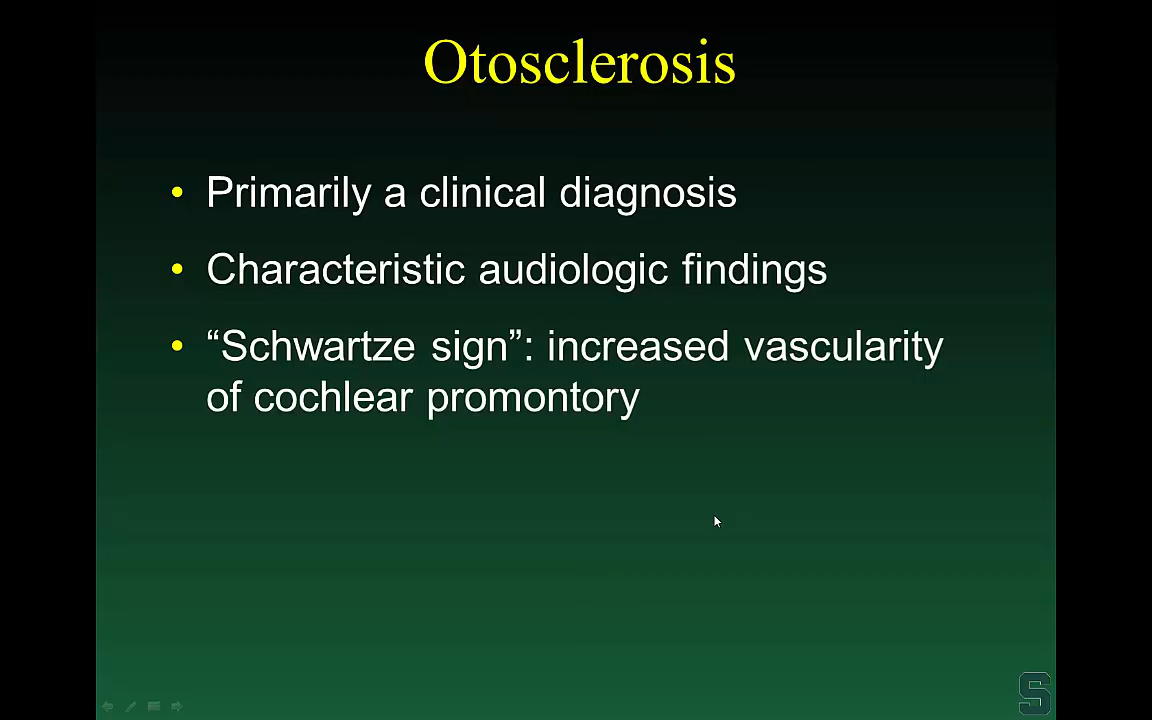 Otosclerosis
• Primarily a clinical diagnosis
• Characteristic audiologic findings
• “Schwartze sign”: increased vascularity
of cochlear promontory
S